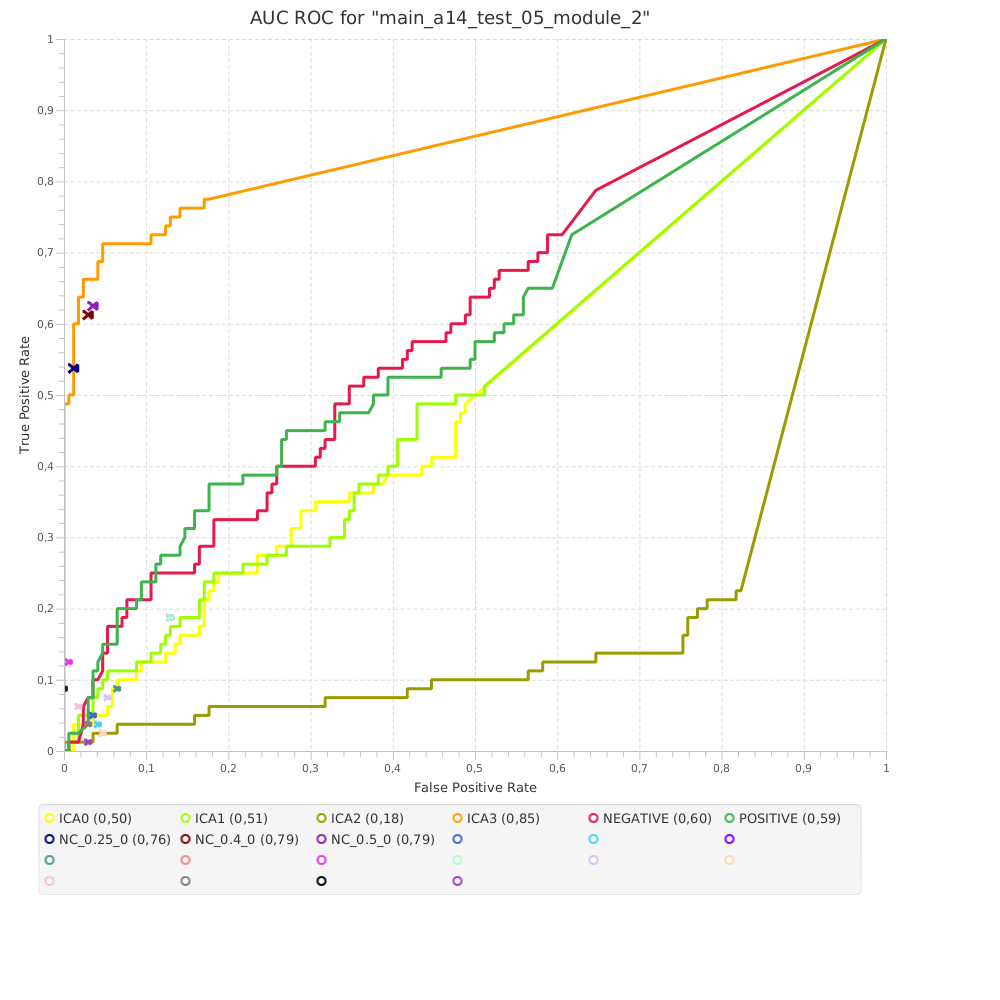 AUC ROC for "main_a14_test_05_module_2"
1
0,9
0,8
0,7
0,6
0,5
0,4
0,3
0,2
0,1
0
True Positive Rate
0 0,1 0,2 0,3 0,4 0,5 0,6 0,7 0,8 0,9 1
False Positive Rate
ICA0 (0,50) ICA1 (0,51) ICA2 (0,18) ICA3 (0,85) NEGATIVE (0,60) POSITIVE (0,59)
NC_0.25_0 (0,76) NC_0.4_0 (0,79) NC_0.5_0 (0,79)